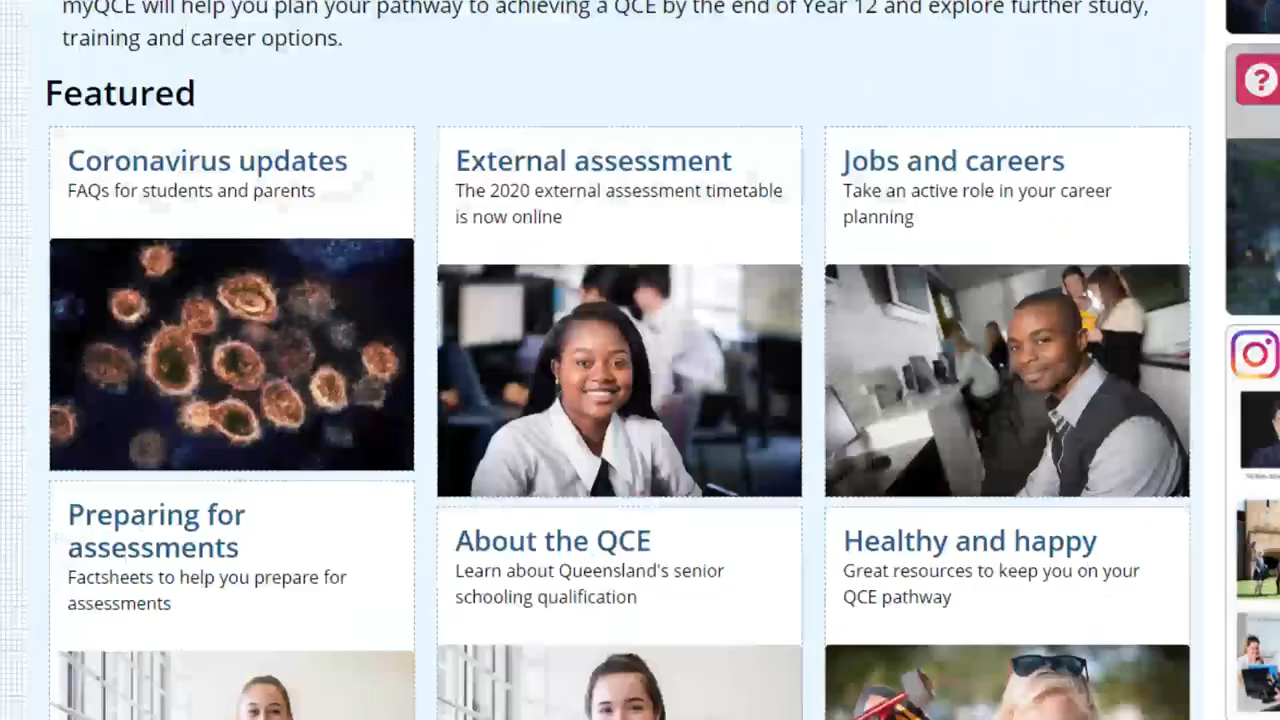 myQCE will help you plan your pathway to achieving a QCE by the end of Year 12 and explore further study,
training and career options.
Featured
Coronavirus updates
FAQs for students and parents
External assessment
The 2020 external assessment timetable
is now online
Jobs and careers
Take an active role in your career
planning
Preparing for
assessments
Factsheets to help you prepare for
assessments
About the QCE
Learn about Queensland's senior
schooling qualification
Healthy and happy
Great resources to keep you on your
QCE pathway
?